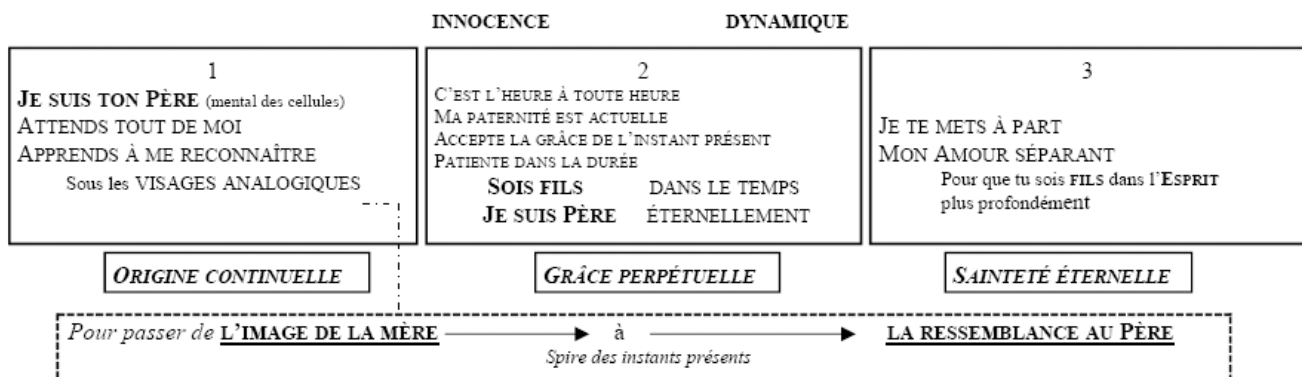 INNOCENCE DYNAMIQUE
1
JE SUIS TON PÈRE (mental des cellules)
ATTENDS TOUT DE MOI
APPRENDS À ME RECONNAÎTRE
Sous les VISAGES ANALOGIQUES
2
C'EST L'HEURE À TOUTE HEURE
MA PATERNITÉ EST ACTUELLE
ACCEPTE LA GRÂCE DE L'INSTANT PRÉSENT
PATIENTE DANS LA DURÉE
SOIS FILS DANS LE TEMPS
JE SUIS PÈRE ÉTERNELLEMENT
3
JE TE METS À PART
MON AMOUR SÉPARANT
Pour que tu sois FILS dans l'ESPRIT
plus profondément
ORIGINE CONTINUELLE
GRÂCE PERPÉTUELLE
SAINTETÉ ÉTERNELLE
Pour passer de L'IMAGE DE LA MÈRE à LA RESSEMBLANCE AU PÈRE
Spire des instants présents